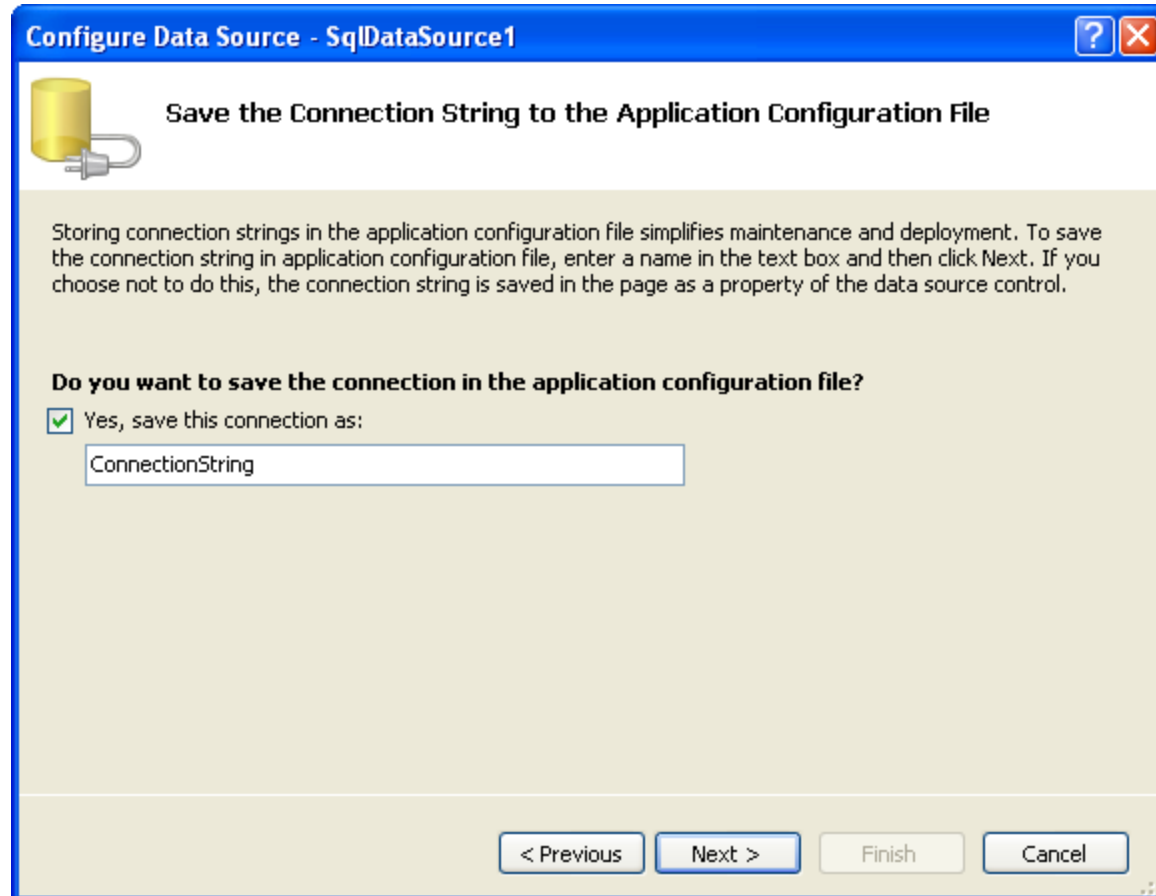 Configure Data Source - SqlDataSource1
Save the Connection String to the Application Configuration File
Storing connection strings in the application configuration file simplifies maintenance and deployment. To save
the connection string in application configuration file, enter a name in the text box and then click Next. If you
choose not to do this, the connection string is saved in the page as a property of the data source control.
Do you want to save the connection in the application configuration file?
Yes, save this connection as:
ConnectionString
< Previous Next > Finish Cancel